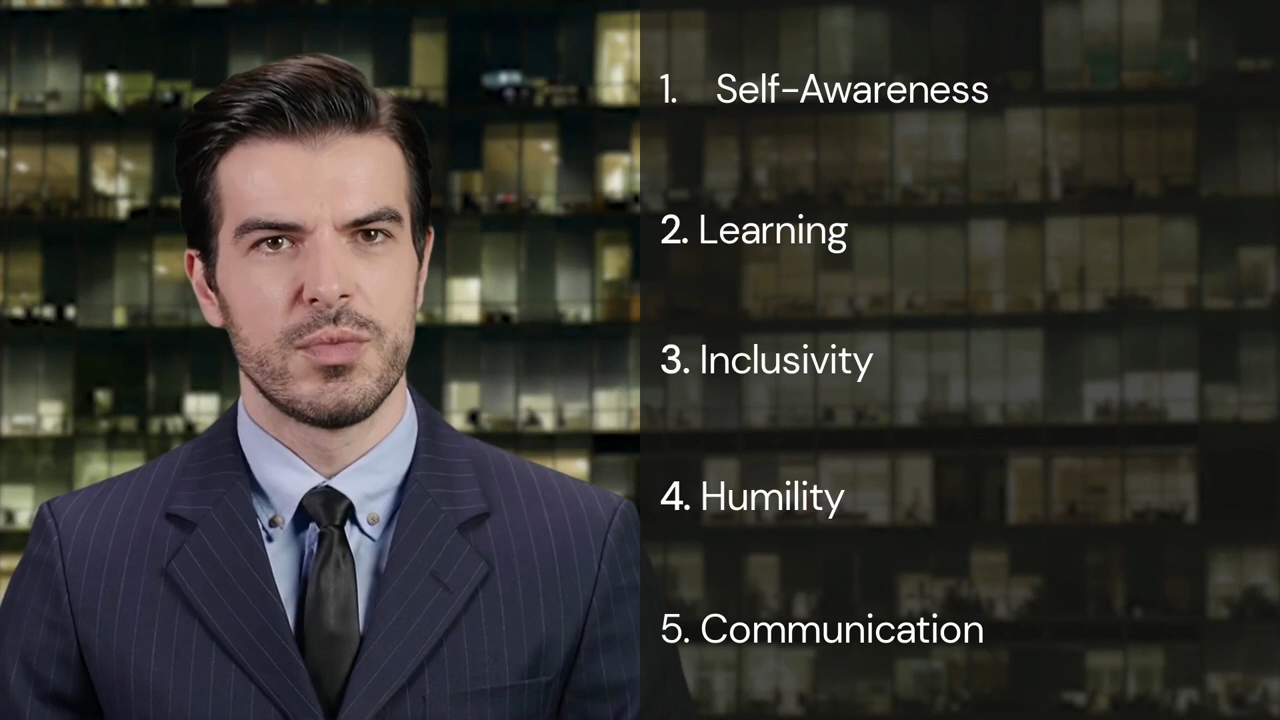 1. Self-Awareness
2. Learning
3. Inclusivity
4. Humility
5. Communication